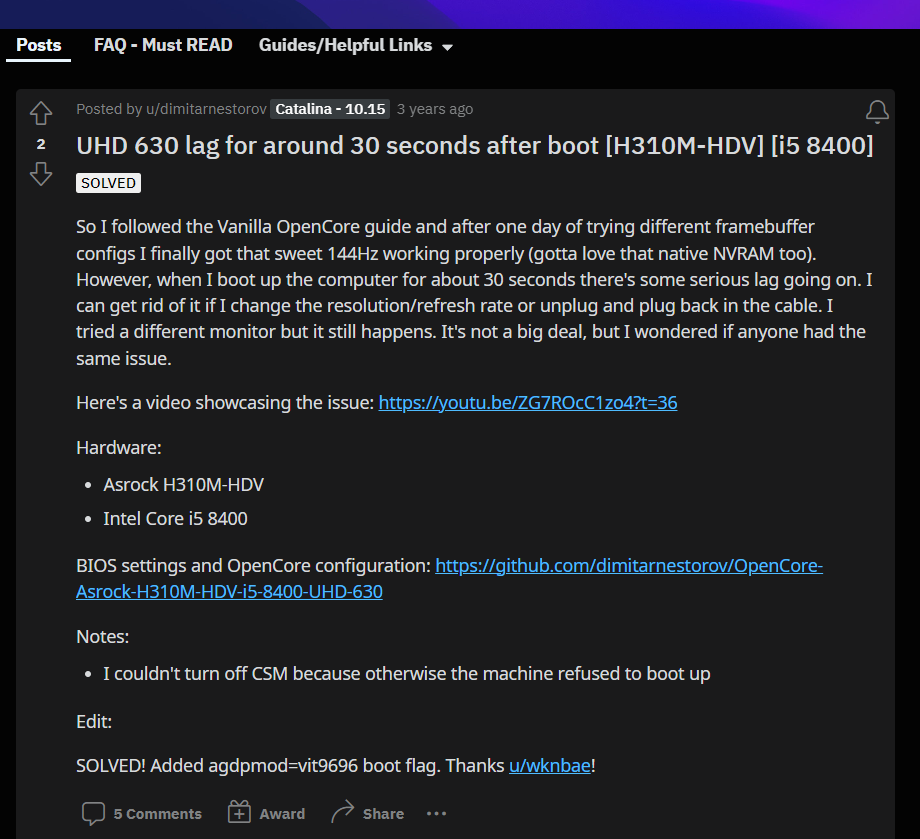 Posts FAQ - Must READ Guides/Helpful Links
Posted by u/dimitarnestorov Catalina - 10.15 3 years ago
2
UHD 630 lag for around 30 seconds after boot [H310M-HDV] [i5 8400]
SOLVED
So I followed the Vanilla OpenCore guide and after one day of trying different framebuffer
configs I finally got that sweet 144Hz working properly (gotta love that native NVRAM too).
However, when I boot up the computer for about 30 seconds there's some serious lag going on. I
can get rid of it if I change the resolution/refresh rate or unplug and plug back in the cable. I
tried a different monitor but it still happens. It's not a big deal, but I wondered if anyone had the
same issue.
Here's a video showcasing the issue: https://youtu.be/ZG7ROcC1zo4?t=36
Hardware:
• Asrock H310M-HDV
• Intel Core i5 8400
BIOS settings and OpenCore configuration: https://github.com/dimitarnestorov/OpenCore-
Asrock-H310M-HDV-i5-8400-UHD-630
Notes:
• I couldn't turn off CSM because otherwise the machine refused to boot up
Edit:
SOLVED! Added agdpmod=vit9696 boot flag. Thanks u/wknbae!
5 Comments Award Share